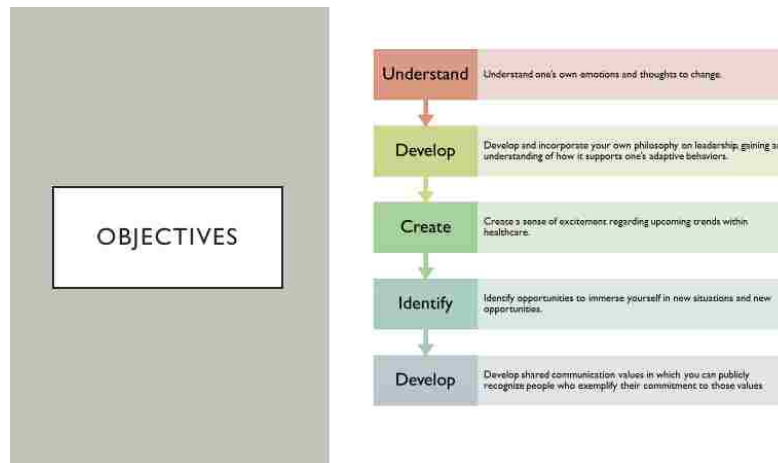 OBJECTIVES
Understand
Understand one's own emotions and thoughts to change.
Develop
Develop and incorporate your own philosophy on leadership, gaining
understanding of how it supports one's adaptive behaviors.
Create
Create a sense of excitement regarding upcoming trends within
healthcare.
Identify
Identify opportunities to immerse yourself in new situations and new
opportunities.
Develop
Develop shared communication values in which you can publicly
recognize people who exemplify their commitment to those values